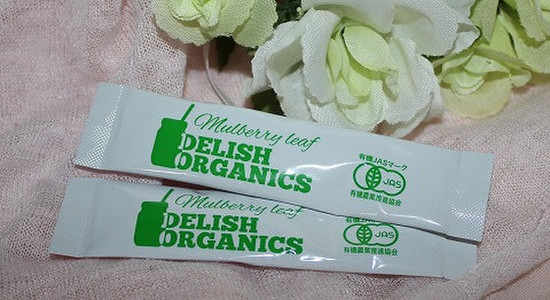 Mulberry leaf
DELISH
ORGANICS
有機JASマーク
JAS
有機農業推進協会
Mulberry leaf
DELISH
ORGANICS
JAS
有機農業推進協会